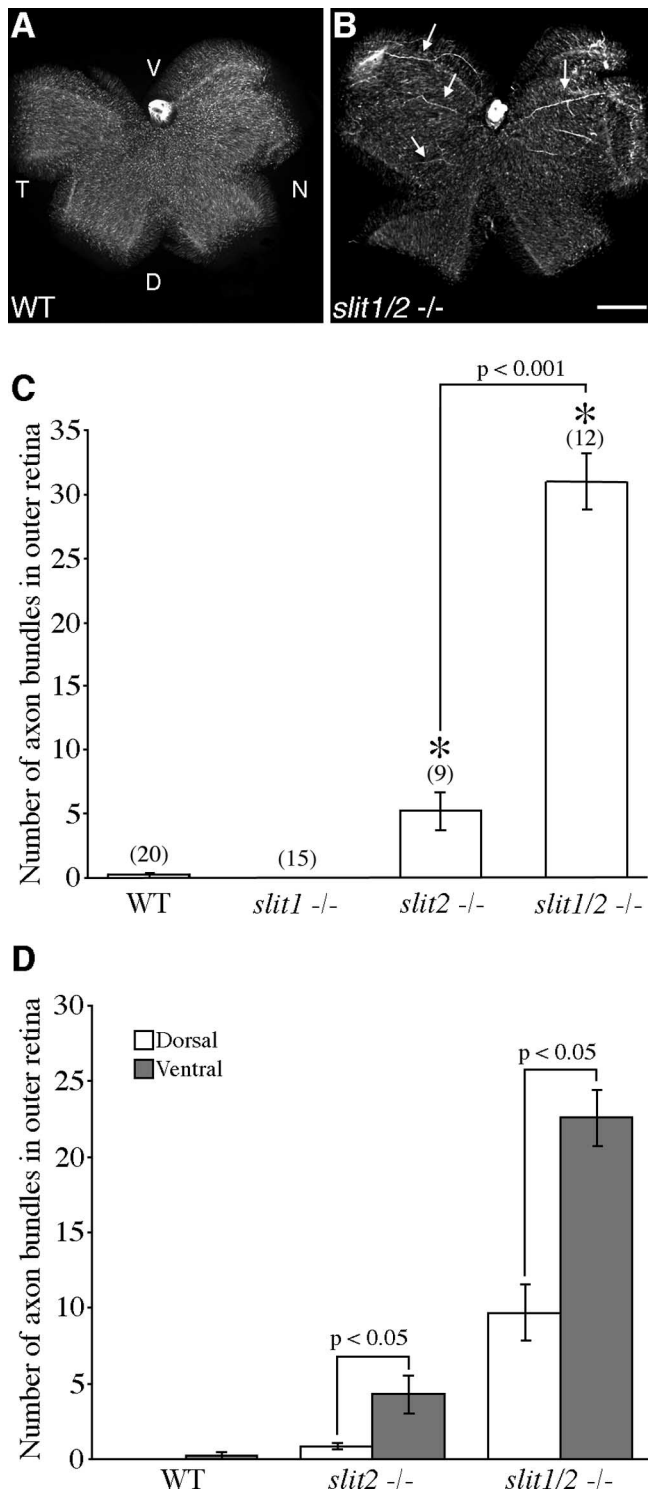 A
V
T
N
D
WT
B
slit1/2 -/-
C
p < 0.001
Number of axon bundles in outer retina
35
30
25
20
15
10
5
0
(20)
(15)
*
(9)
*
(12)
WT
slit1 -/-
slit2 -/-
slit1/2 -/-
D
Number of axon bundles in outer retina
30
25
20
15
10
5
0
Dorsal
Ventral
p < 0.05
p < 0.05
WT
slit2 -/-
slit1/2 -/-